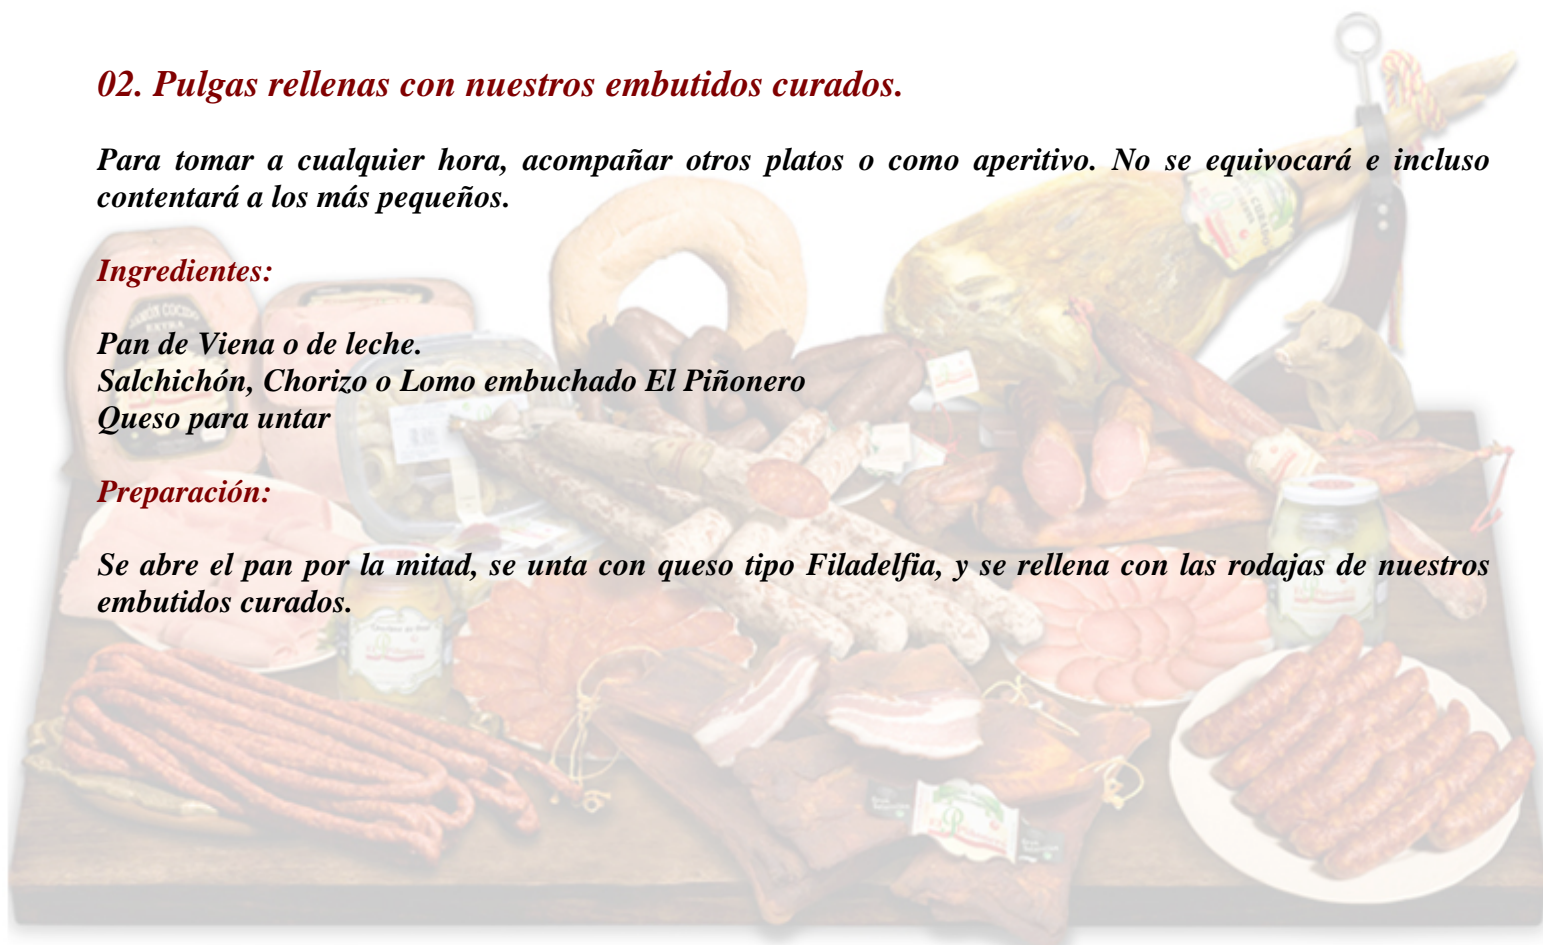 02. Pulgas rellenas con nuestros embutidos curados.
Para tomar a cualquier hora, acompañar otros platos o como aperitivo. No se equivocará e incluso
contentará a los más pequeños.
Ingredientes:
Pan de Viena o de leche.
Salchichón, Chorizo o Lomo embuchado El Piñonero
Queso para untar
Preparación:
Se abre el pan por la mitad, se unta con queso tipo Filadelfia, y se rellena con las rodajas de nuestros
embutidos curados.